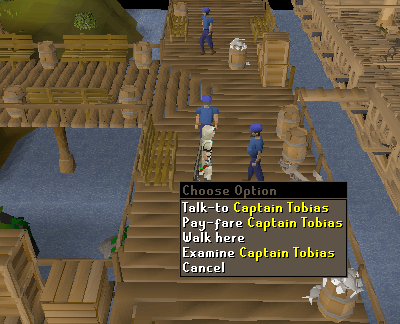 Choose Option
Talk-to Captain Tobias
Pay-fare Captain Tobias
Walk here
Examine Captain Tobias
Cancel